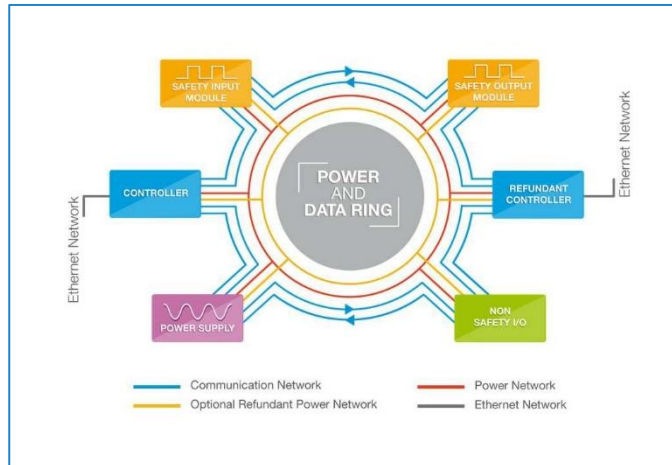 SAFETY INPUT
MODULE
SAFETY OUTPUT
MODULE
Ethernet Network
CONTROLLER
POWER
AND
DATA RING
REFUNDANT
CONTROLLER
Ethernet Network
POWER SUPPLY
NON
SAFETY I/O
Communication Network
Power Network
Optional Refundant Power Network
Ethernet Network